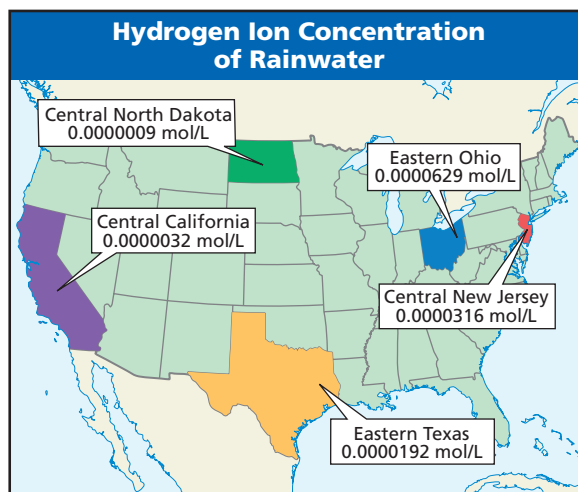 Hydrogen Ion Concentration
of Rainwater
Central North Dakota
0.0000009 mol/L
Eastern Ohio
0.0000629 mol/L
Central California
0.0000032 mol/L
Central New Jersey
0.0000316 mol/L
Eastern Texas
0.0000192 mol/L